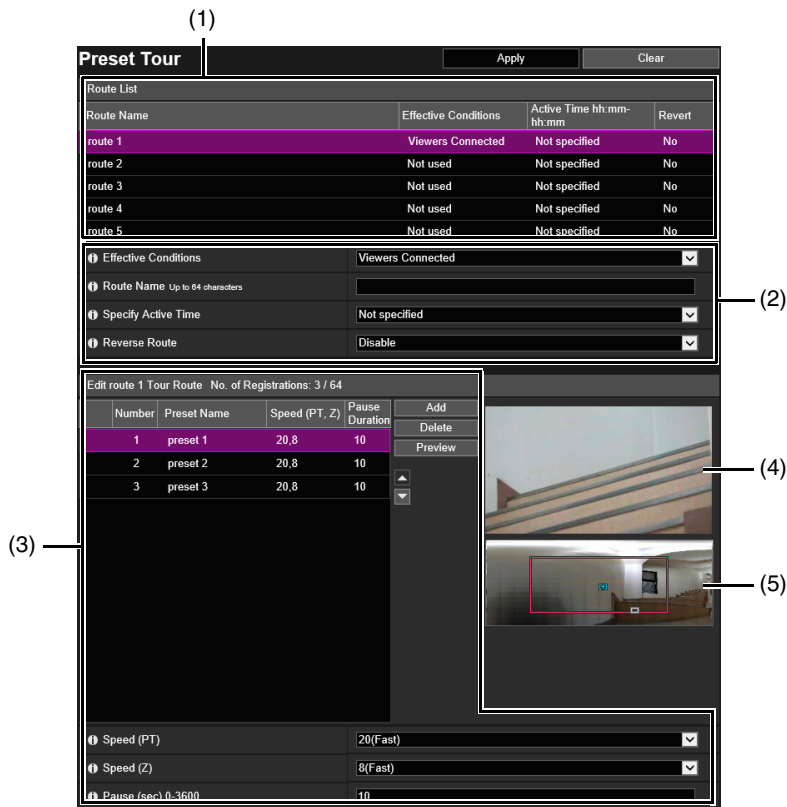 (1)
Preset Tour Apply Clear
Route List
Route Name Effective Conditions Active Time hh:mm-hh:mm Revert
route 1 Viewers Connected Not specified No
route 2 Not used Not specified No
route 3 Not used Not specified No
route 4 Not used Not specified No
route 5 Not used Not specified No
Effective Conditions Viewers Connected
Route Name Up to 64 characters
(2)
Specify Active Time Not specified
Reverse Route Disable
Edit route 1 Tour Route No. of Registrations: 3 / 64
Number Preset Name Speed (PT, Z) Pause Duration Add
Delete
1 preset 1 20,8 10 Preview
2 preset 2 20,8 10
3 preset 3 20,8 10
(4)
(3)
(5)
Speed (PT) 20(Fast)
Speed (Z) 8(Fast)
Pause (sec) 0-3600 10